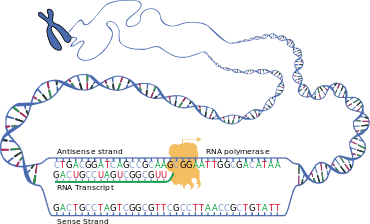 Antisense strand
RNA polymerase
CTGACGGATCAGCCGCAAGCGGAATTGGCGACATAA
GACUGCCUAGUCGGCGUU
RNA Transcript
GACTGCCTAGTCGGCGTTCGCCTTAACCGCTGTATT
Sense Strand